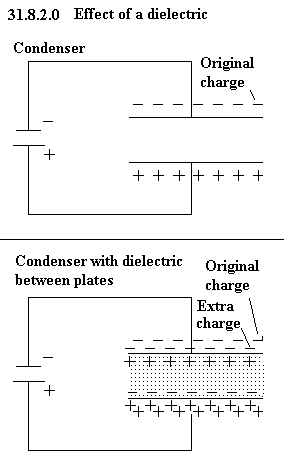 31.8.2.0 Effect of a dielectric
Condenser
Original
charge
−
+
− − − − − − −
+ + + + + + +
Condenser with dielectric
between plates
Original
charge
Extra
charge
−
+